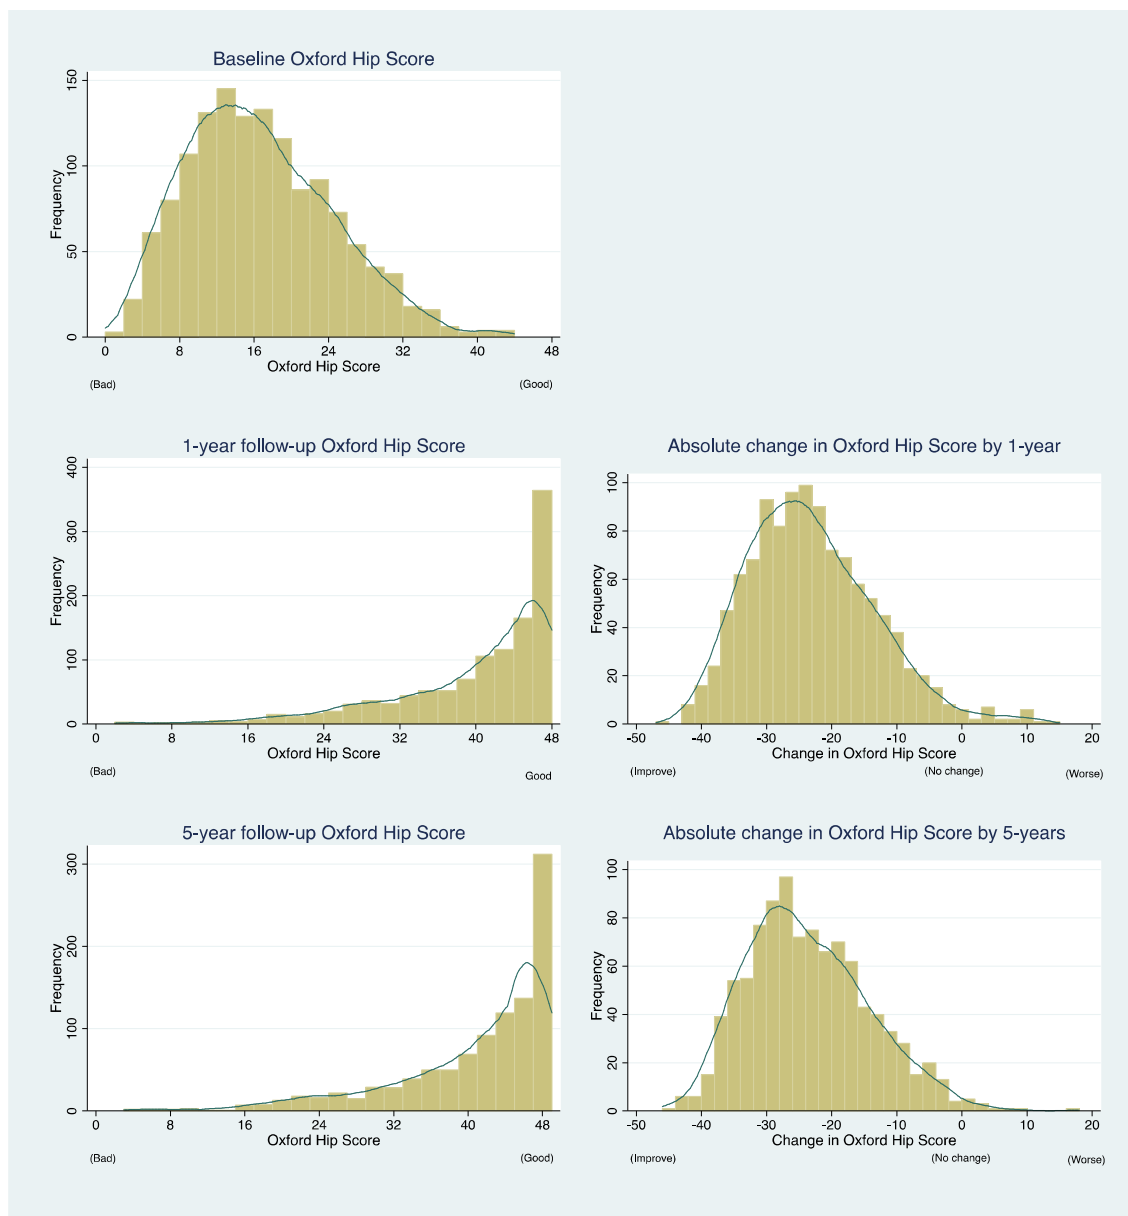 Baseline Oxford Hip Score
150
100
50
0
Frequency
0 8 16 24 32 40 48
Oxford Hip Score
(Bad) (Good)
1-year follow-up Oxford Hip Score
400
300
200
100
0
Frequency
0 8 16 24 32 40 48
Oxford Hip Score
(Bad) Good
Absolute change in Oxford Hip Score by 1-year
100
80
60
40
20
0
Frequency
-50 -40 -30 -20 -10 0 10 20
Change in Oxford Hip Score
(Improve) (No change) (Worse)
5-year follow-up Oxford Hip Score
300
200
100
0
Frequency
0 8 16 24 32 40 48
Oxford Hip Score
(Bad) (Good)
Absolute change in Oxford Hip Score by 5-years
100
80
60
40
20
0
Frequency
-50 -40 -30 -20 -10 0 10 20
Change in Oxford Hip Score
(Improve) (No change) (Worse)